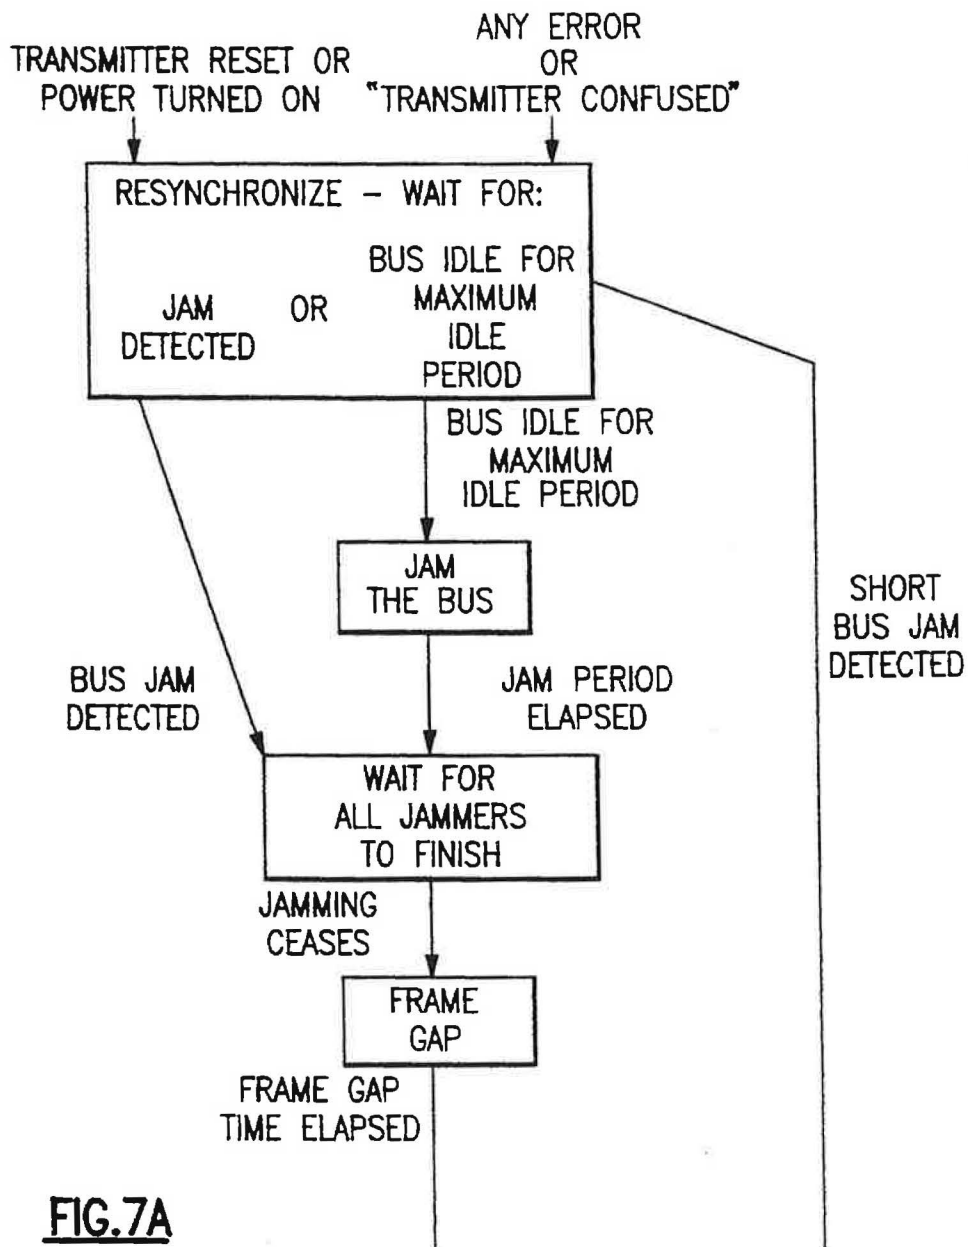 TRANSMITTER RESET OR
POWER TURNED ON
ANY ERROR
OR
"TRANSMITTER CONFUSED"
RESYNCHRONIZE - WAIT FOR:
JAM
DETECTED
OR
BUS IDLE FOR
MAXIMUM
IDLE
PERIOD
BUS IDLE FOR
MAXIMUM
IDLE PERIOD
JAM
THE BUS
SHORT
BUS JAM
DETECTED
BUS JAM
DETECTED
JAM PERIOD
ELAPSED
WAIT FOR
ALL JAMMERS
TO FINISH
JAMMING
CEASES
FRAME
GAP
FRAME GAP
TIME ELAPSED
FIG.7A